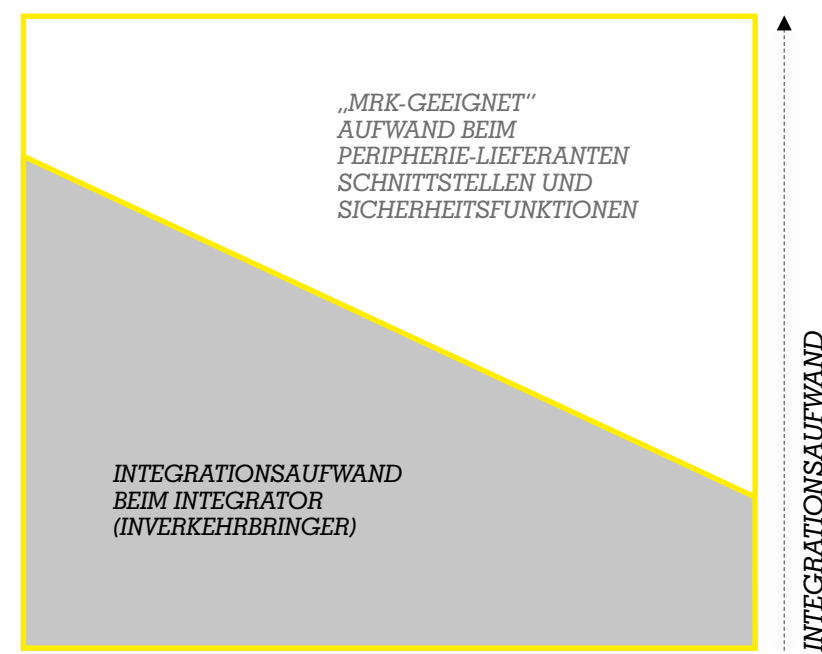 „MRK-GEEIGNET“
AUFWAND BEIM
PERIPHERIE-LIEFERANTEN
SCHNITTSTELLEN UND
SICHERHEITSFUNKTIONEN
INTEGRATIONSAUFWAND
BEIM INTEGRATOR
(INVERKEHRBRINGER)
INTEGRATIONSAUFWAND